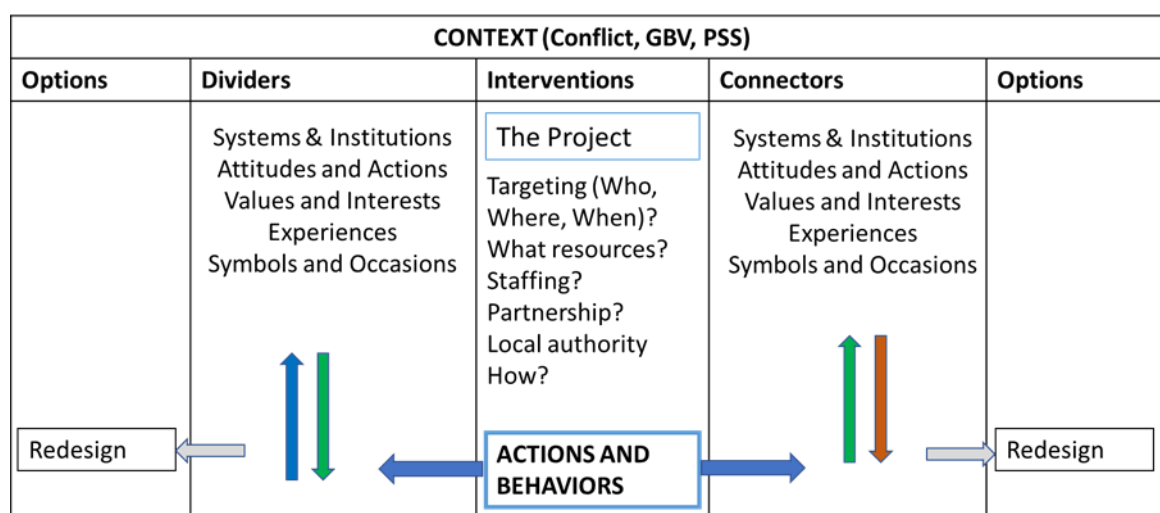 CONTEXT (Conflict, GBV, PSS)
Options
Dividers
Interventions
Connectors
Options
Systems & Institutions
Attitudes and Actions
Values and Interests
Experiences
Symbols and Occasions
The Project
Targeting (Who,
Where, When)?
What resources?
Staffing?
Partnership?
Local authority
How?
Systems & Institutions
Attitudes and Actions
Values and Interests
Experiences
Symbols and Occasions
Redesign
ACTIONS AND
BEHAVIORS
Redesign